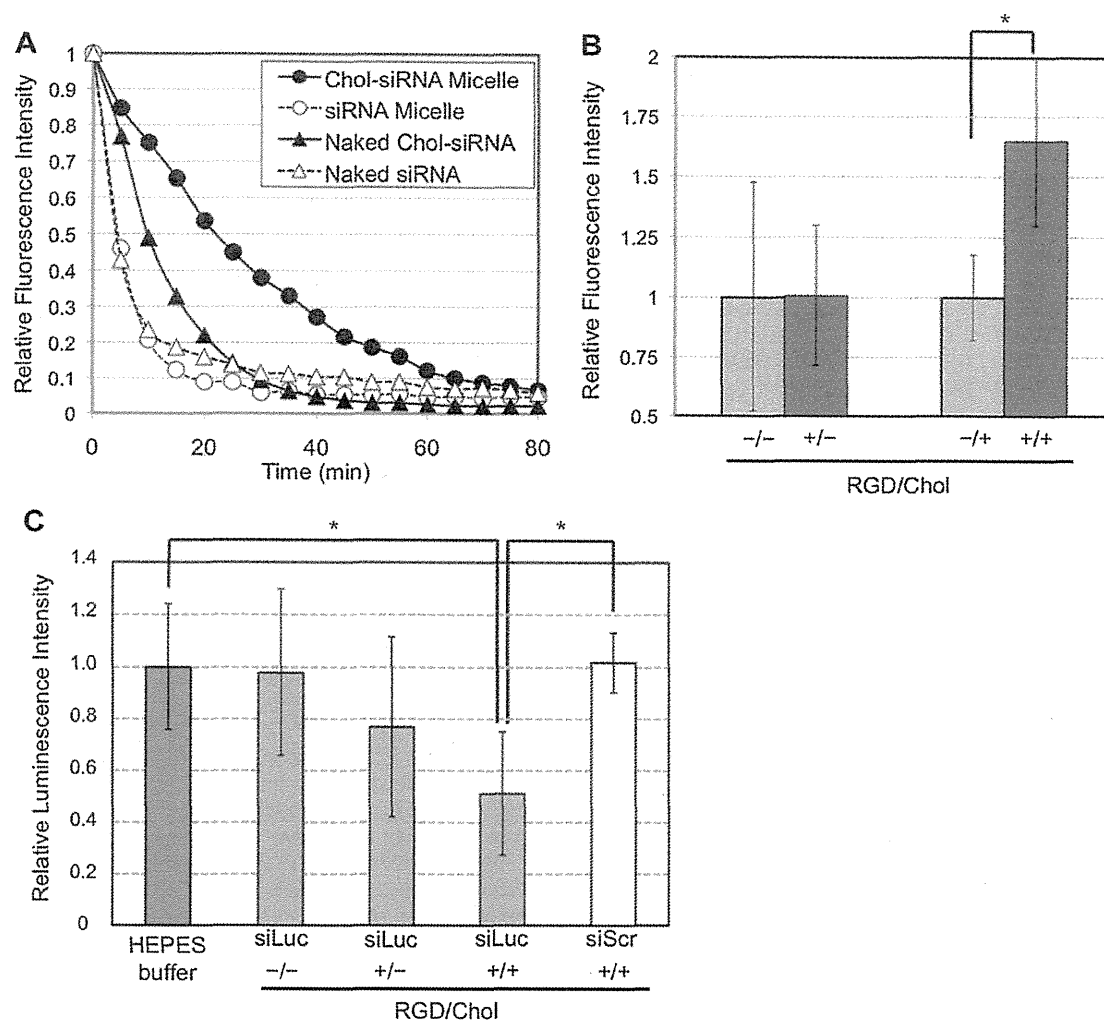 A
Relative Fluorescence Intensity
1
0.9
0.8
0.7
0.6
0.5
0.4
0.3
0.2
0.1
0
0
20
40
60
80
Time (min)
Chol-siRNA Micelle
siRNA Micelle
Naked Chol-siRNA
Naked siRNA
B
*
Relative Fluorescence Intensity
2
1.75
1.5
1.25
1
0.75
0.5
−/− +/− −/+ +/+
RGD/Chol
C
* *
Relative Luminescence Intensity
1.4
1.2
1.0
0.8
0.6
0.4
0.2
0
HEPES siLuc siLuc siLuc siScr
buffer −/− +/− +/+ +/+
RGD/Chol